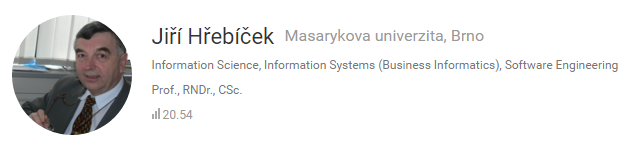 Jiří Hřebíček Masarykova univerzita, Brno
Information Science, Information Systems (Business Informatics), Software Engineering
Prof., RNDr., CSc.
20.54